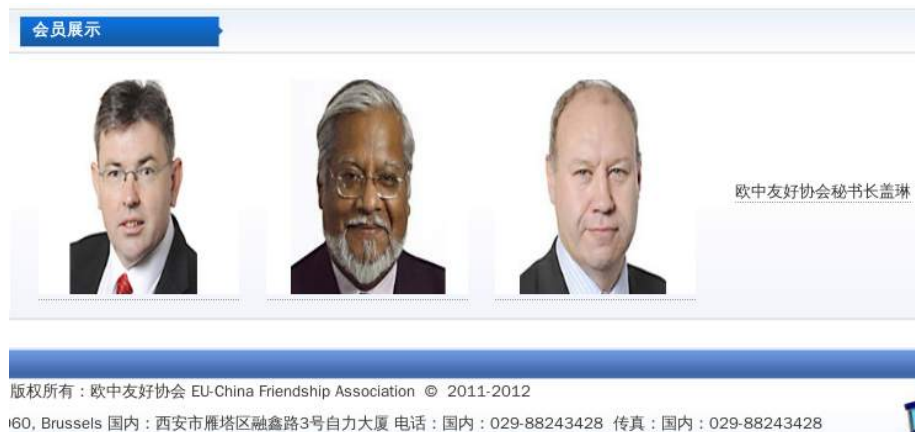 会员展示
欧中友好协会秘书长盖琳
版权所有：欧中友好协会 EU-China Friendship Association © 2011-2012
060, Brussels 国内：西安市雁塔区融鑫路3号自力大厦 电话：国内：029-88243428 传真：国内：029-88243428